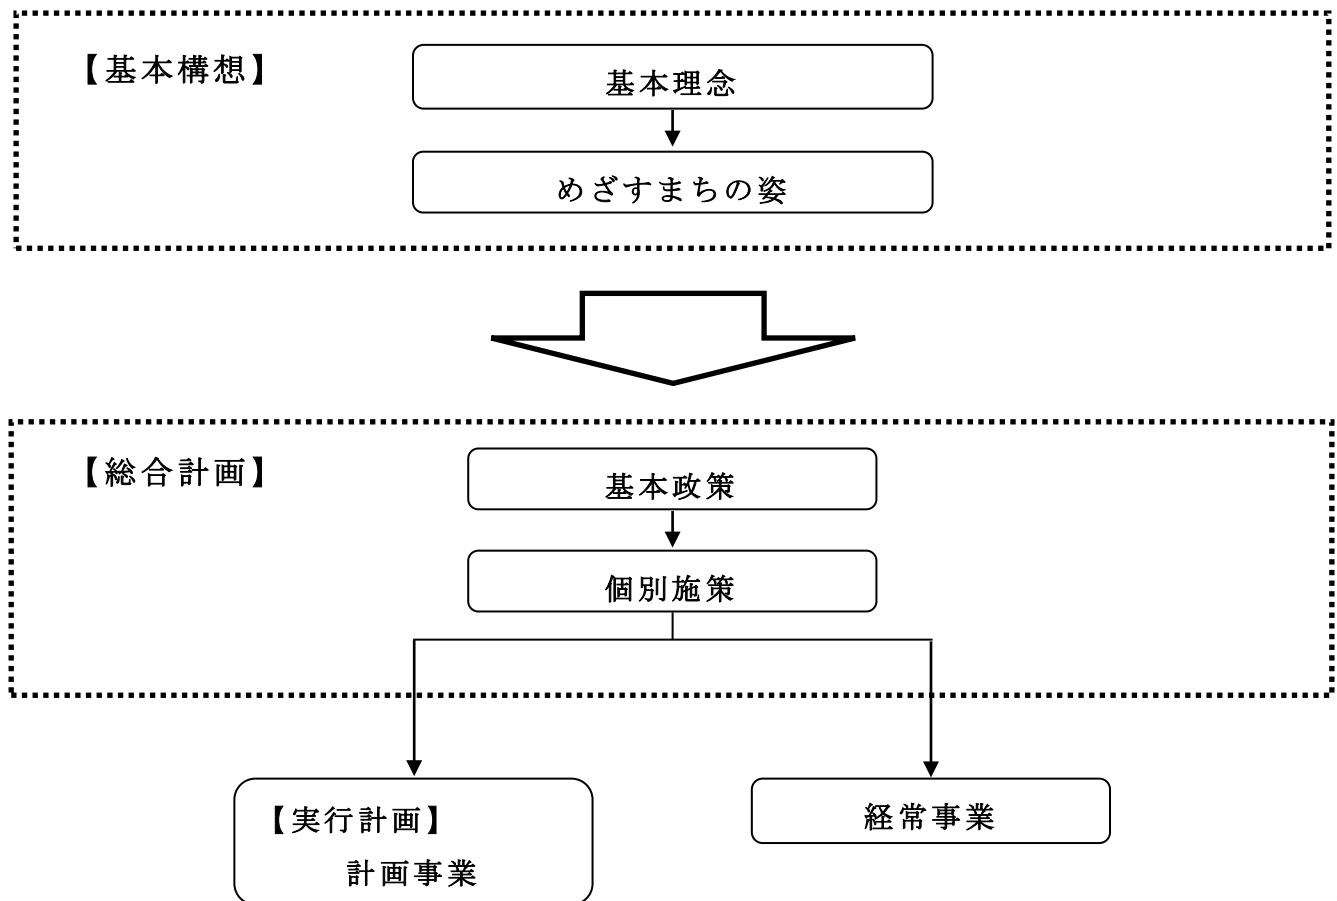 【基本構想】
基本理念
めざすまちの姿
【総合計画】
基本政策
個別施策
【実行計画】
計画事業
経常事業